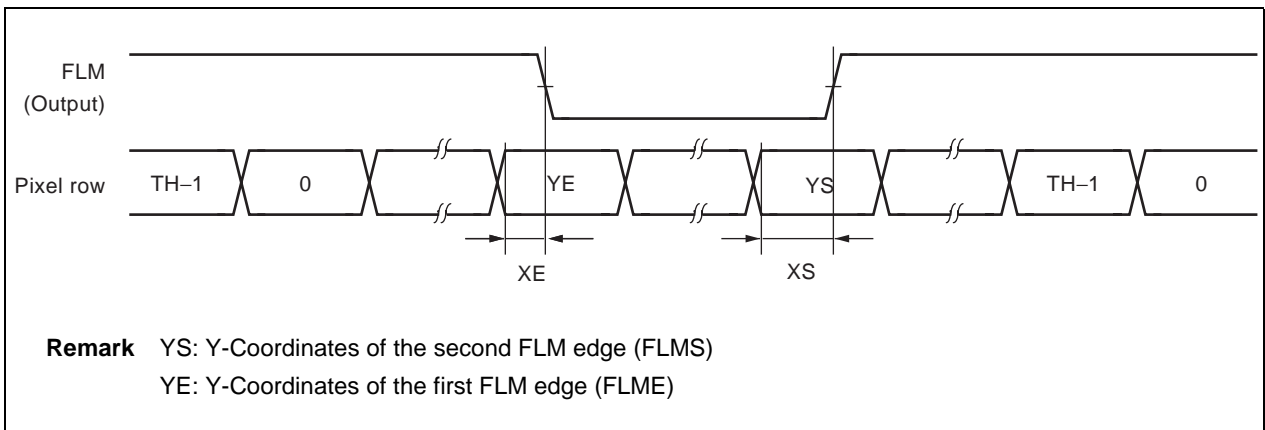 FLM
(Output)
Pixel row
TH–1
0
YE
YS
TH–1
0
XE
XS
Remark YS: Y-Coordinates of the second FLM edge (FLMS)
YE: Y-Coordinates of the first FLM edge (FLME)